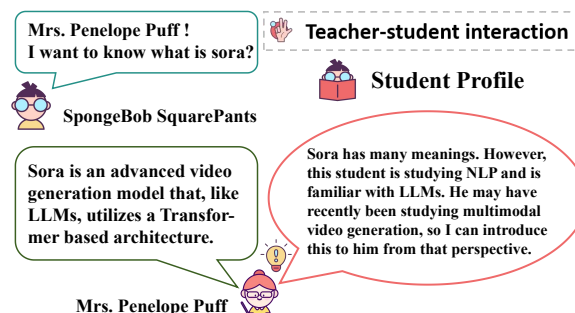 Mrs. Penelope Puff !
I want to know what is sora?
Teacher-student interaction
SpongeBob SquarePants
Student Profile
Sora is an advanced video
generation model that, like
LLMs, utilizes a Transfor-
mer based architecture.
Sora has many meanings. However,
this student is studying NLP and is
familiar with LLMs. He may have
recently been studying multimodal
video generation, so I can introduce
this to him from that perspective.
Mrs. Penelope Puff